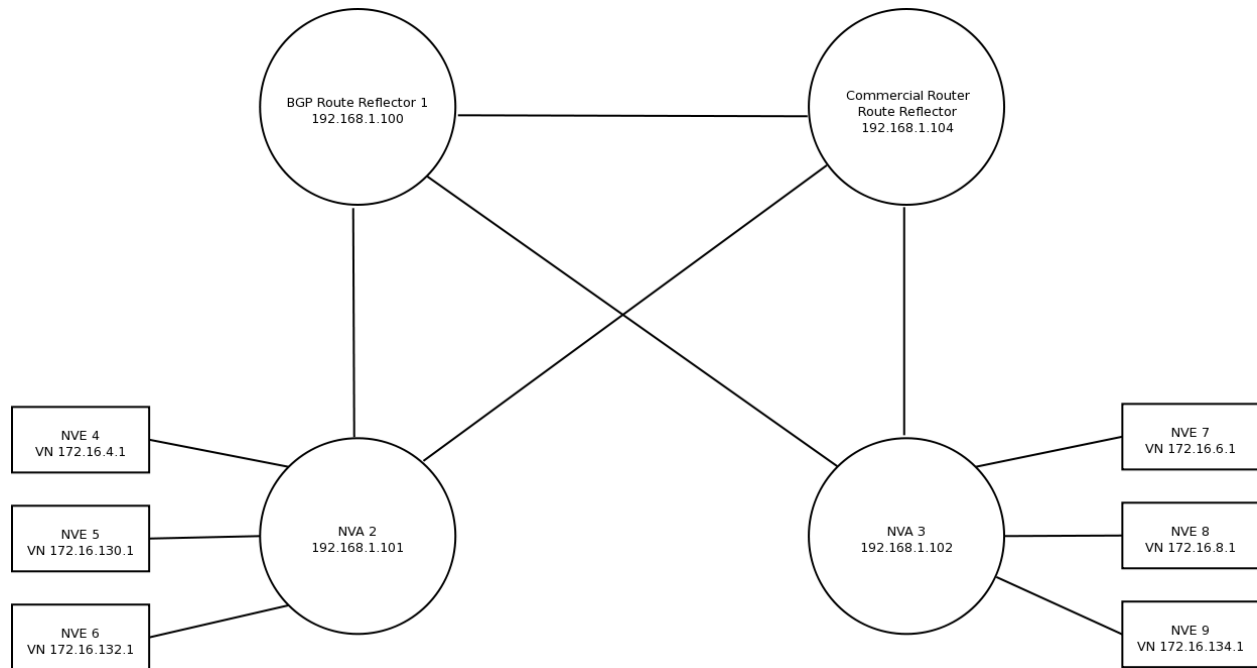 BGP Route Reflector 1
192.168.1.100
Commercial Router
Route Reflector
192.168.1.104
NVE 4
VN 172.16.4.1
NVE 5
VN 172.16.130.1
NVE 6
VN 172.16.132.1
NVA 2
192.168.1.101
NVA 3
192.168.1.102
NVE 7
VN 172.16.6.1
NVE 8
VN 172.16.8.1
NVE 9
VN 172.16.134.1